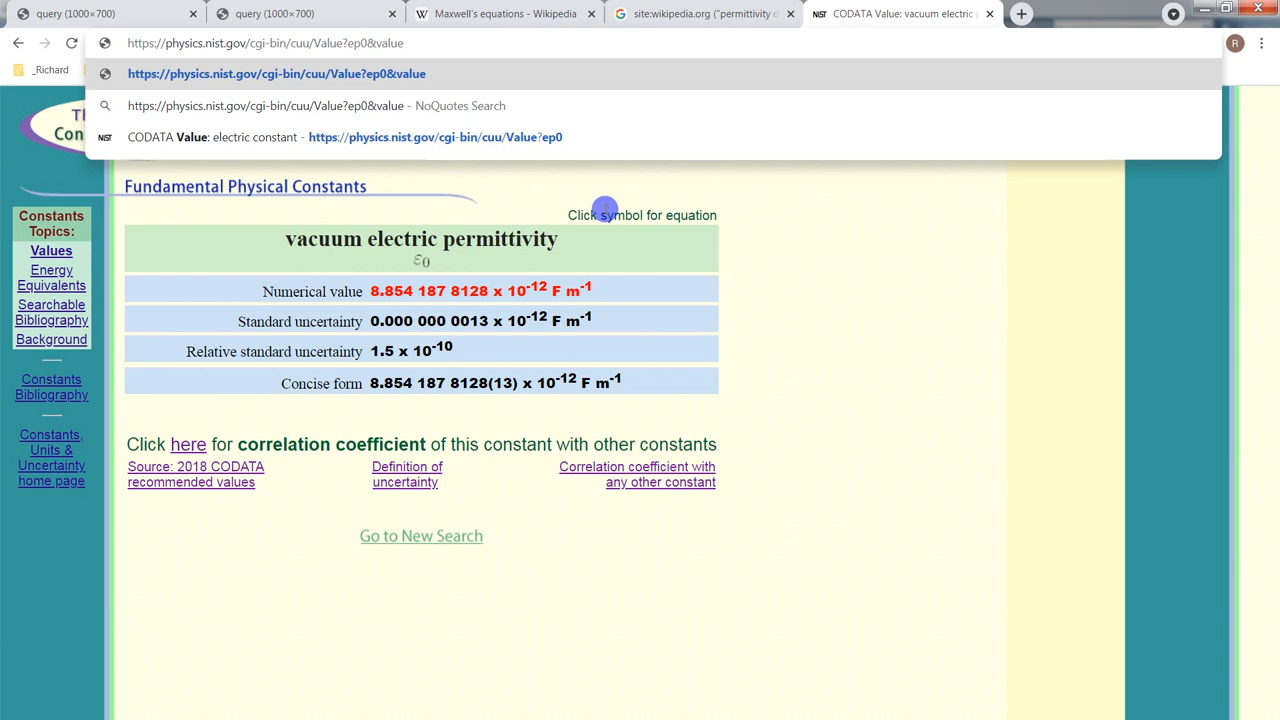 query (1000×700)
query (1000×700)
W Maxwell's equations - Wikipedia
G site:wikipedia.org ("permittivity o
NIST CODATA Value: vacuum electric
https://physics.nist.gov/cgi-bin/cuu/Value?ep0&value
R
_Richard
https://physics.nist.gov/cgi-bin/cuu/Value?ep0&value
https://physics.nist.gov/cgi-bin/cuu/Value?ep0&value - NoQuotes Search
NIST CODATA Value: electric constant - https://physics.nist.gov/cgi-bin/cuu/Value?ep0
Th
Con
Fundamental Physical Constants
Constants
Topics:
Values
Energy
Equivalents
Searchable
Bibliography
Background
Constants
Bibliography
Constants,
Units &
Uncertainty
home page
Click symbol for equation
vacuum electric permittivity
ε0
Numerical value 8.854 187 8128 x 10-12 F m-1
Standard uncertainty 0.000 000 0013 x 10-12 F m-1
Relative standard uncertainty 1.5 x 10-10
Concise form 8.854 187 8128(13) x 10-12 F m-1
Click here for correlation coefficient of this constant with other constants
Source: 2018 CODATA
recommended values
Definition of
uncertainty
Correlation coefficient with
any other constant
Go to New Search